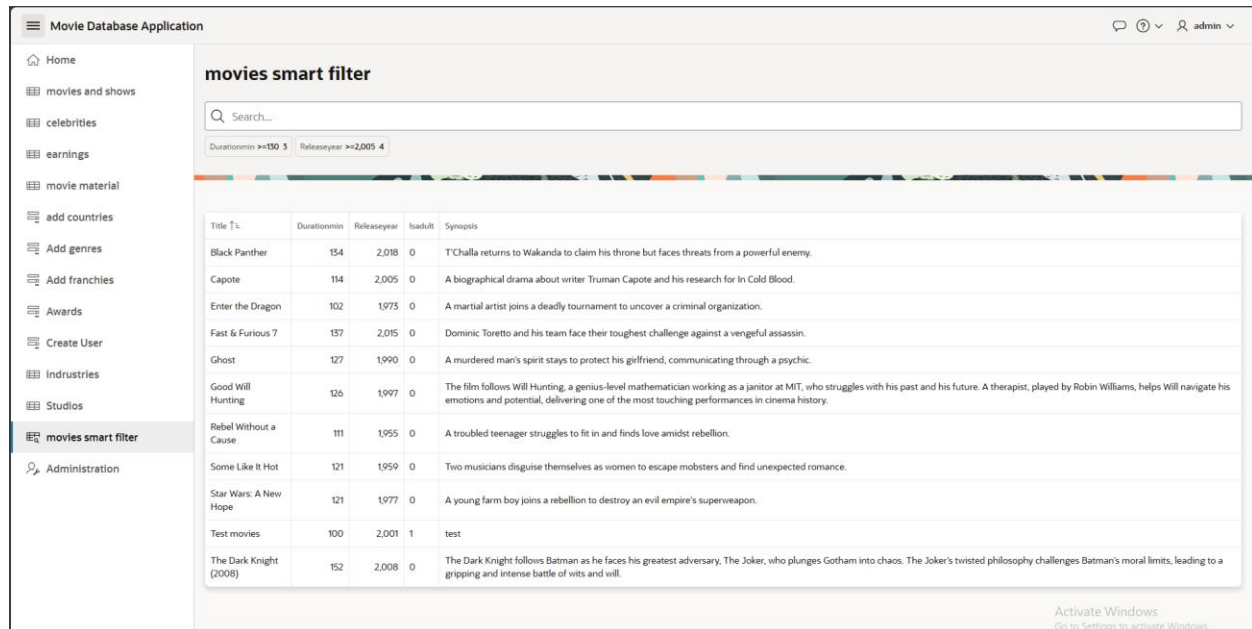 Movie Database Application
admin
Home
movies and shows
celebrities
earnings
movie material
add countries
Add genres
Add franchies
Awards
Create User
indrustries
Studios
movies smart filter
Administration
movies smart filter
Search...
Durationmin >=130 3 Releaseyear >=2,005 4
Title Durationmin Releaseyear Isadult Synopsis
Black Panther 134 2,018 0 T'Challa returns to Wakanda to claim his throne but faces threats from a powerful enemy.
Capote 114 2,005 0 A biographical drama about writer Truman Capote and his research for In Cold Blood.
Enter the Dragon 102 1,973 0 A martial artist joins a deadly tournament to uncover a criminal organization.
Fast & Furious 7 137 2,015 0 Dominic Toretto and his team face their toughest challenge against a vengeful assassin.
Ghost 127 1,990 0 A murdered man's spirit stays to protect his girlfriend, communicating through a psychic.
Good Will
Hunting
126 1,997 0
The film follows Will Hunting, a genius-level mathematician working as a janitor at MIT, who struggles with his past and his future. A therapist, played by Robin Williams, helps Will navigate his
emotions and potential, delivering one of the most touching performances in cinema history.
Rebel Without a
Cause
111 1,955 0 A troubled teenager struggles to fit in and finds love amidst rebellion.
Some Like It Hot 121 1,959 0 Two musicians disguise themselves as women to escape mobsters and find unexpected romance.
Star Wars: A New
Hope
121 1,977 0 A young farm boy joins a rebellion to destroy an evil empire's superweapon.
Test movies 100 2,001 1 test
The Dark Knight
(2008)
152 2,008 0
The Dark Knight follows Batman as he faces his greatest adversary, The Joker, who plunges Gotham into chaos. The Joker's twisted philosophy challenges Batman's moral limits, leading to a
gripping and intense battle of wits and will.
Activate Windows
Go to Settings to activate Windows.